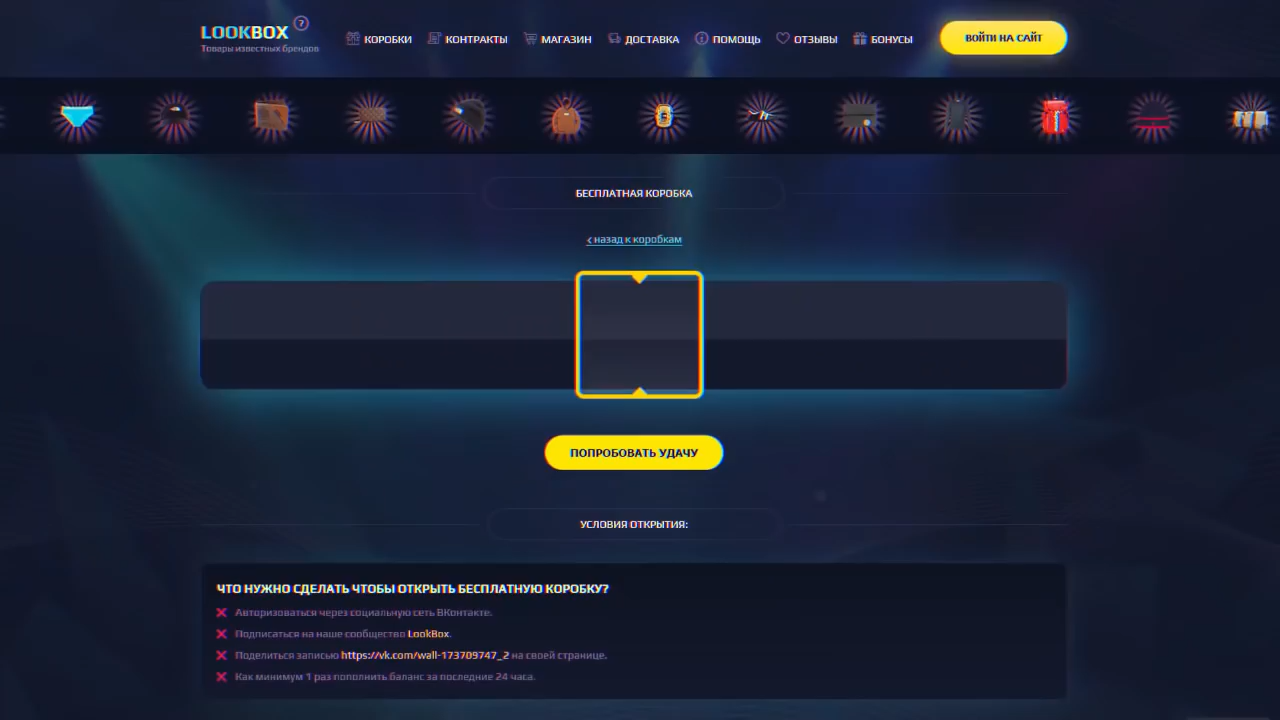 LOOKBOX ?
Товары известных брендов
КОРОБКИ КОНТРАКТЫ МАГАЗИН ДОСТАВКА ПОМОЩЬ ОТЗЫВЫ БОНУСЫ
ВОЙТИ НА САЙТ
БЕСПЛАТНАЯ КОРОБКА
< назад к коробкам
ПОПРОБОВАТЬ УДАЧУ
УСЛОВИЯ ОТКРЫТИЯ:
ЧТО НУЖНО СДЕЛАТЬ ЧТОБЫ ОТКРЫТЬ БЕСПЛАТНУЮ КОРОБКУ?
Авторизоваться через социальную сеть ВКонтакте.
Подписаться на наше сообщество LookBox.
Поделиться записью https://vk.com/wall-173709747_2 на своей странице.
Как минимум 1 раз пополнить баланс за последние 24 часа.